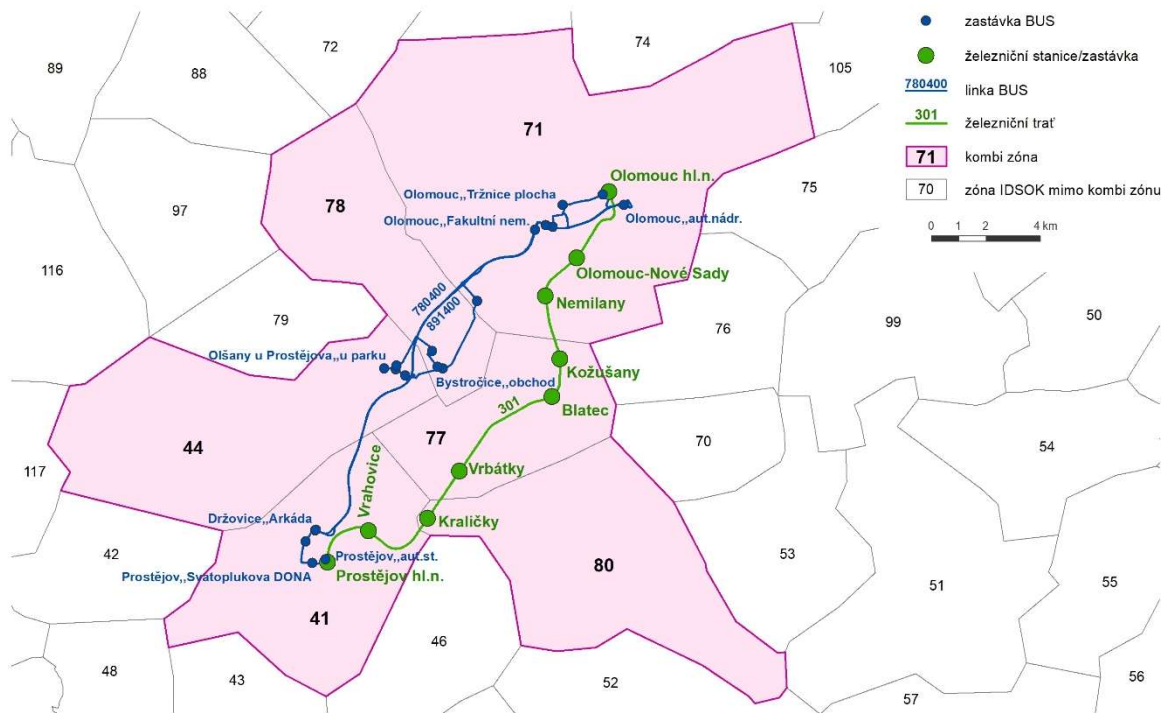 72
74
89
88
105
zastávka BUS
železniční stanice/zastávka
780400
linka BUS
301
železniční trať
71
kombi zóna
70
zóna IDSOK mimo kombi zónu
0 1 2 4 km
71
97
78
75
Olomouc hl.n.
Olomouc,,Tržnice plocha
Olomouc,,Fakultní nem.
Olomouc,,aut.nádr.
116
Olomouc-Nové Sady
Nemilany
780400
891400
79
76
99
50
Olšany u Prostějova,,u parku
Bystročice,,obchod
Kožušany
Blatec
301
44
77
70
54
117
Vrahovice
Vrbátky
Držovice,,Arkáda
Kraličky
42
Prostějov,,aut.st.
Prostějov,,Svatoplukova DONA
Prostějov hl.n.
80
53
51
55
41
46
48
43
52
57
56